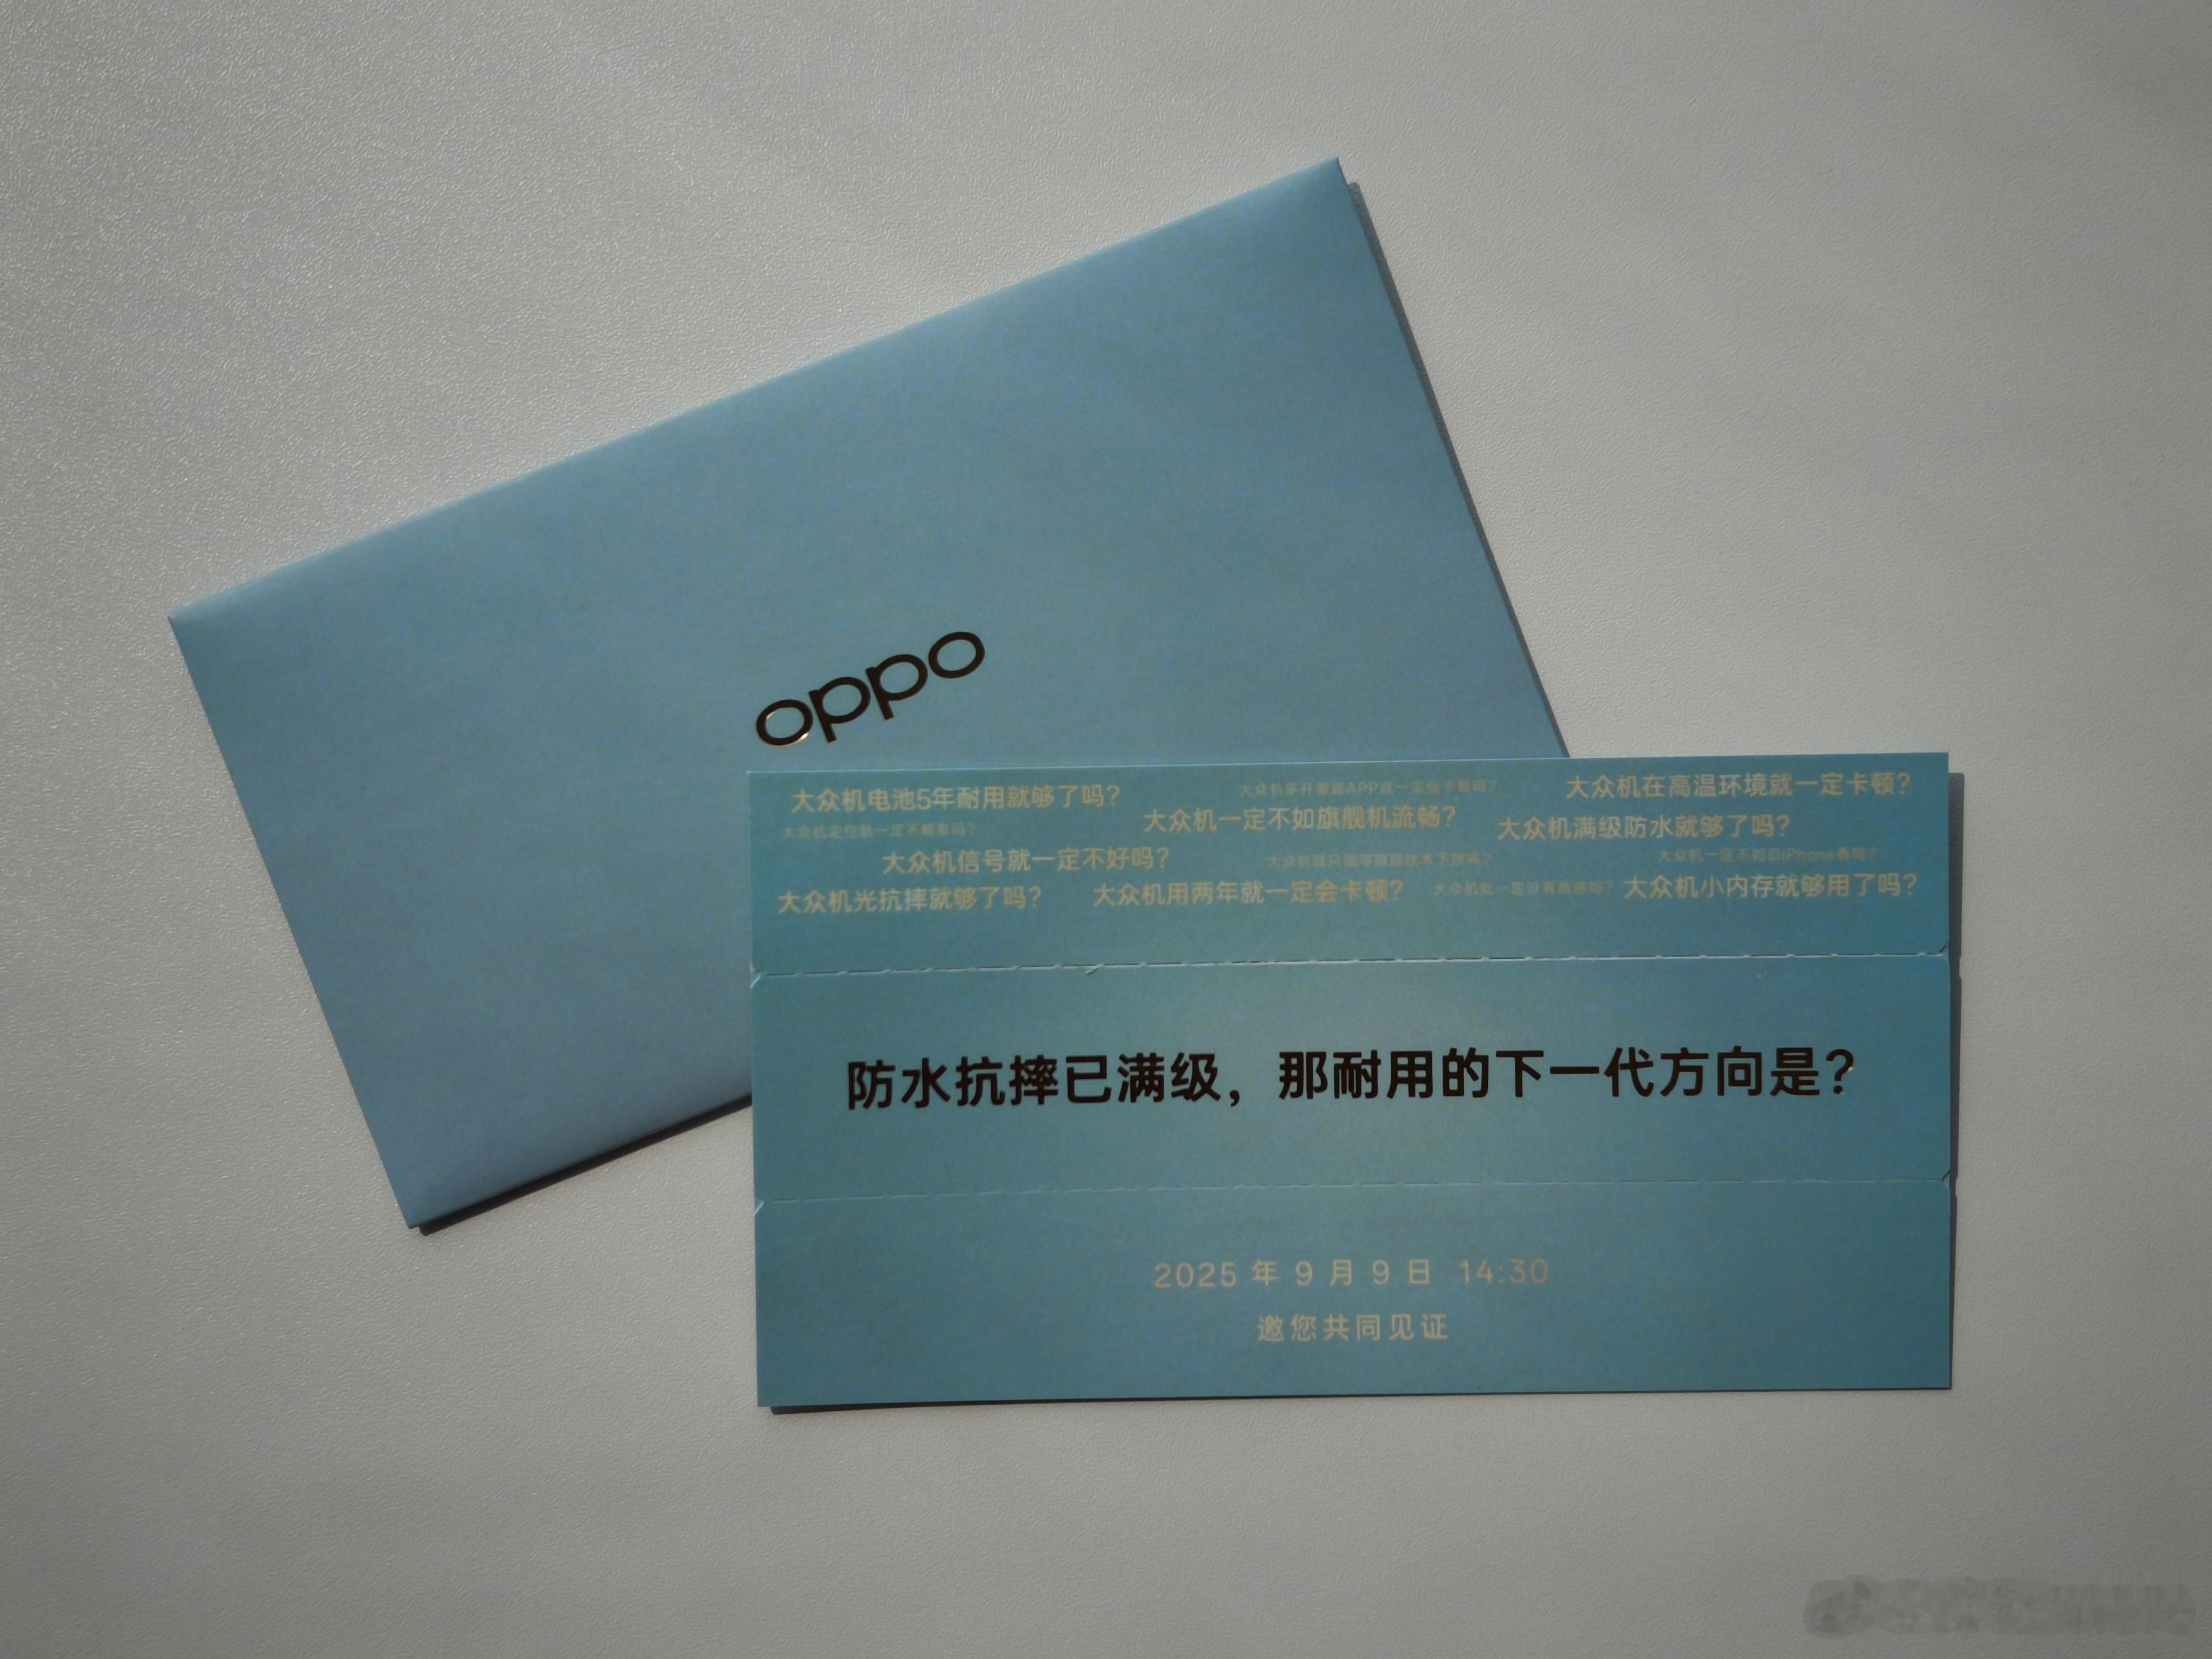 oppo
大众机电池5年耐用就够了吗?
大众机在高温环境就一定卡顿?
大众机一定不如旗舰机流畅?
大众机满级防水就够了吗?
大众机信号就一定不好吗?
大众机光抗摔就够了吗?
大众机用两年就一定会卡顿?
大众机小内存就够用了吗?
防水抗摔已满级，那耐用的下一代方向是?
2025 年 9 月 9 日 14:30
邀您共同见证